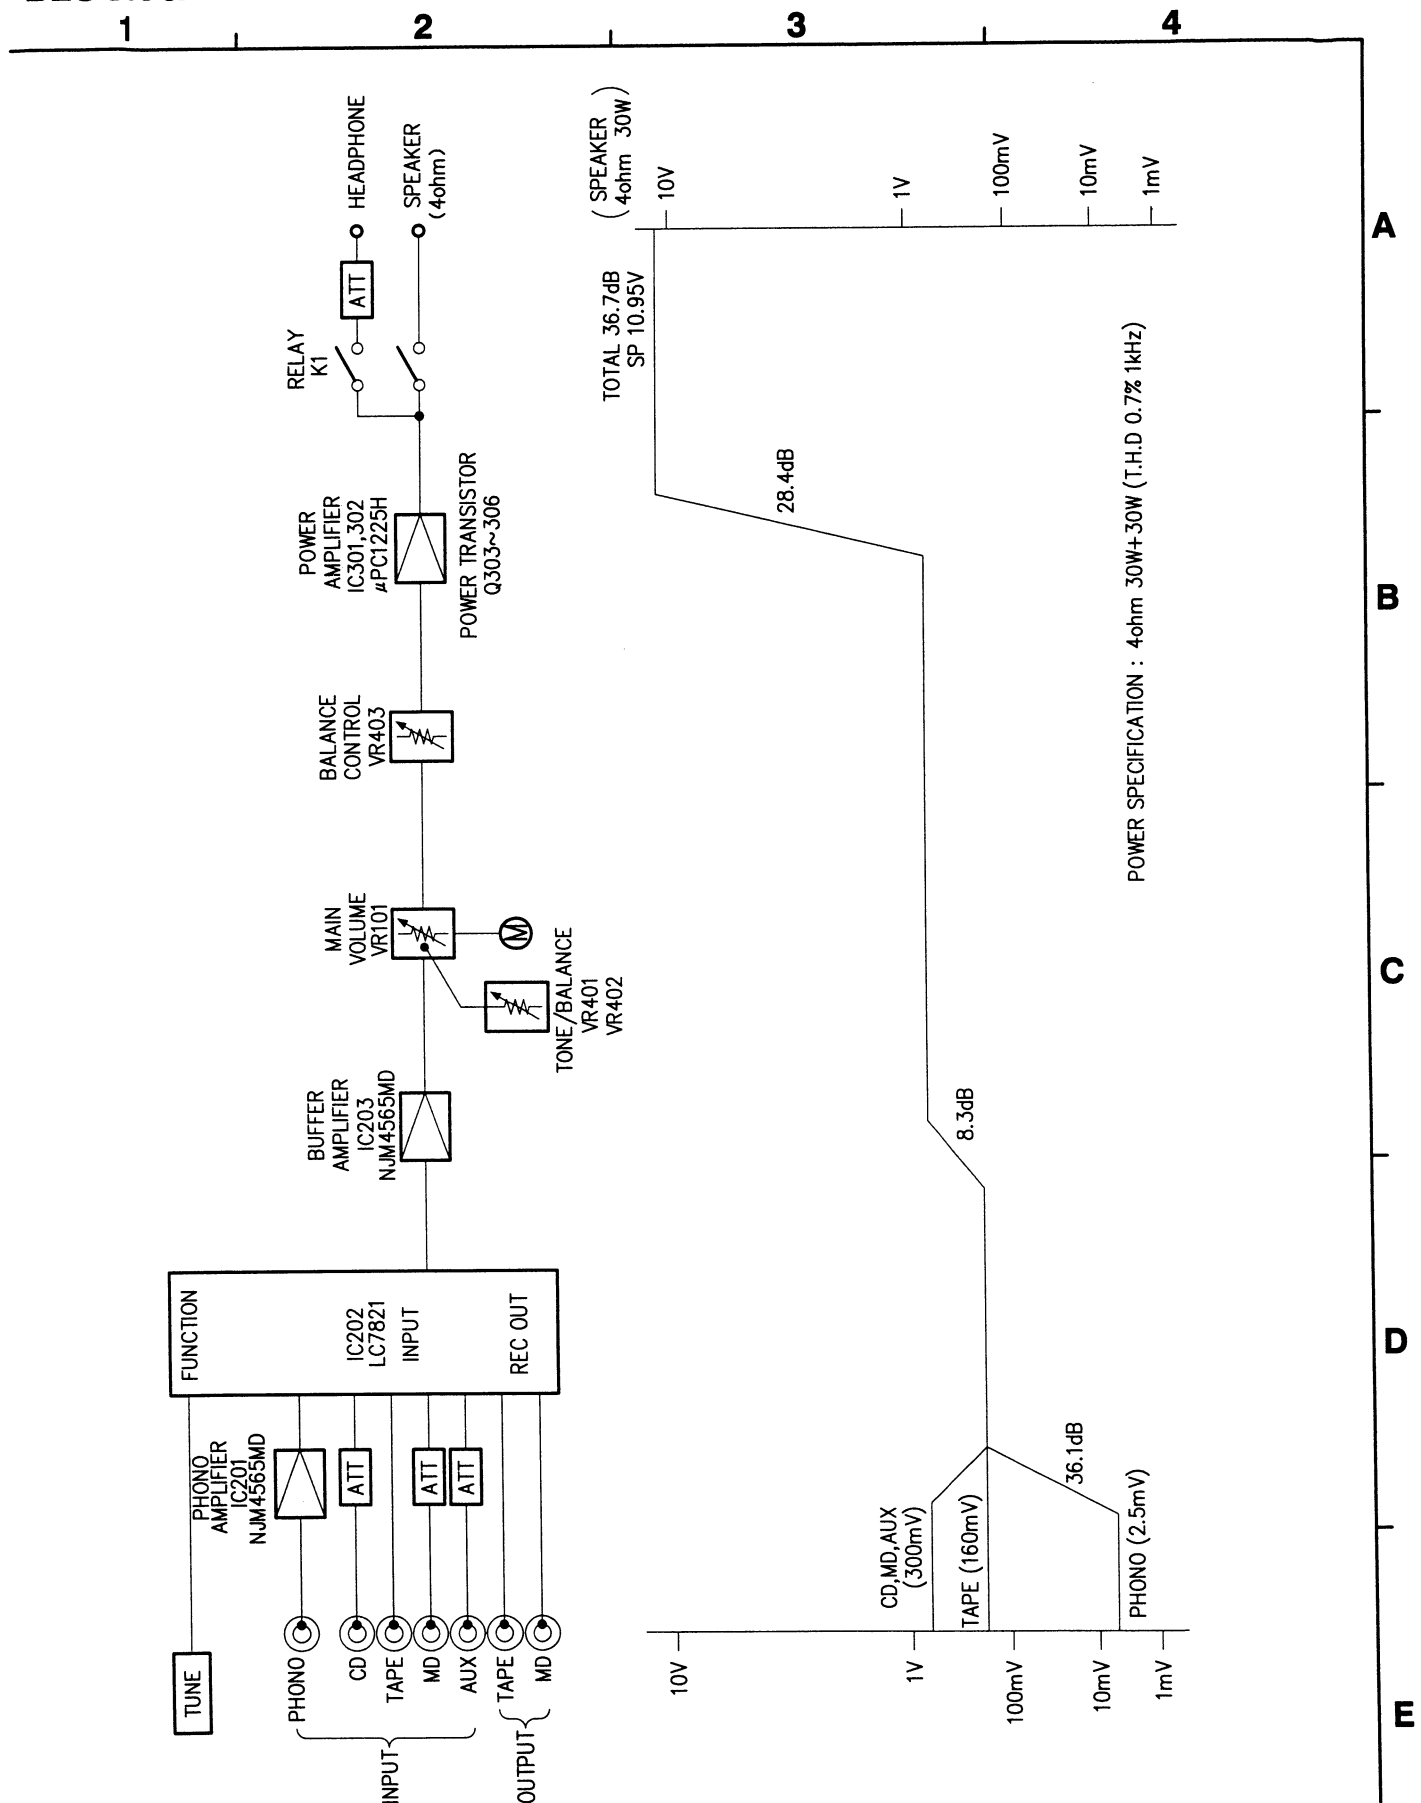 1
2
3
4
A
B
C
D
E
HEADPHONE
SPEAKER
(4ohm)
ATT
RELAY
K1
POWER
AMPLIFIER
IC301,302
μPC1225H
POWER TRANSISTOR
Q303~306
BALANCE
CONTROL
VR403
MAIN
VOLUME
VR101
M
TONE/BALANCE
VR401
VR402
BUFFER
AMPLIFIER
IC203
NJM4565MD
FUNCTION
IC202
LC7821
INPUT
REC OUT
PHONO
AMPLIFIER
IC201
NJM4565MD
ATT
ATT
ATT
TUNE
PHONO
CD
TAPE
MD
AUX
TAPE
MD
INPUT
OUTPUT
(SPEAKER
4ohm 30W)
10V
1V
100mV
10mV
1mV
TOTAL 36.7dB
SP 10.95V
28.4dB
8.3dB
36.1dB
CD,MD,AUX
(300mV)
TAPE (160mV)
PHONO (2.5mV)
10V
1V
100mV
10mV
1mV
POWER SPECIFICATION : 4ohm 30W+30W (T.H.D 0.7% 1kHz)